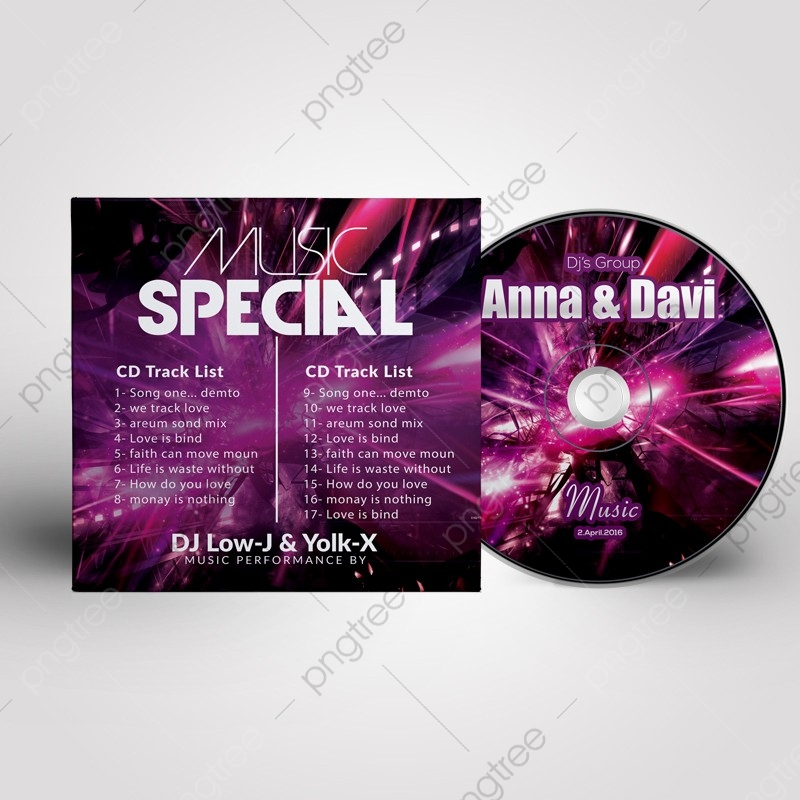 MUSIC
SPECIAL
CD Track List
1- Song one... demto
2- we track love
3- areum sond mix
4- Love is bind
5- faith can move moun
6- Life is waste without
7- How do you love
8- monay is nothing
CD Track List
9- Song one... demto
10- we track love
11- areum sond mix
12- Love is bind
13- faith can move moun
14- Life is waste without
15- How do you love
16- monay is nothing
17- Love is bind
DJ Low-J & Yolk-X
MUSIC PERFORMANCE BY
Dj's Group
Anna & Davi
Music
2.April.2016
pngtree